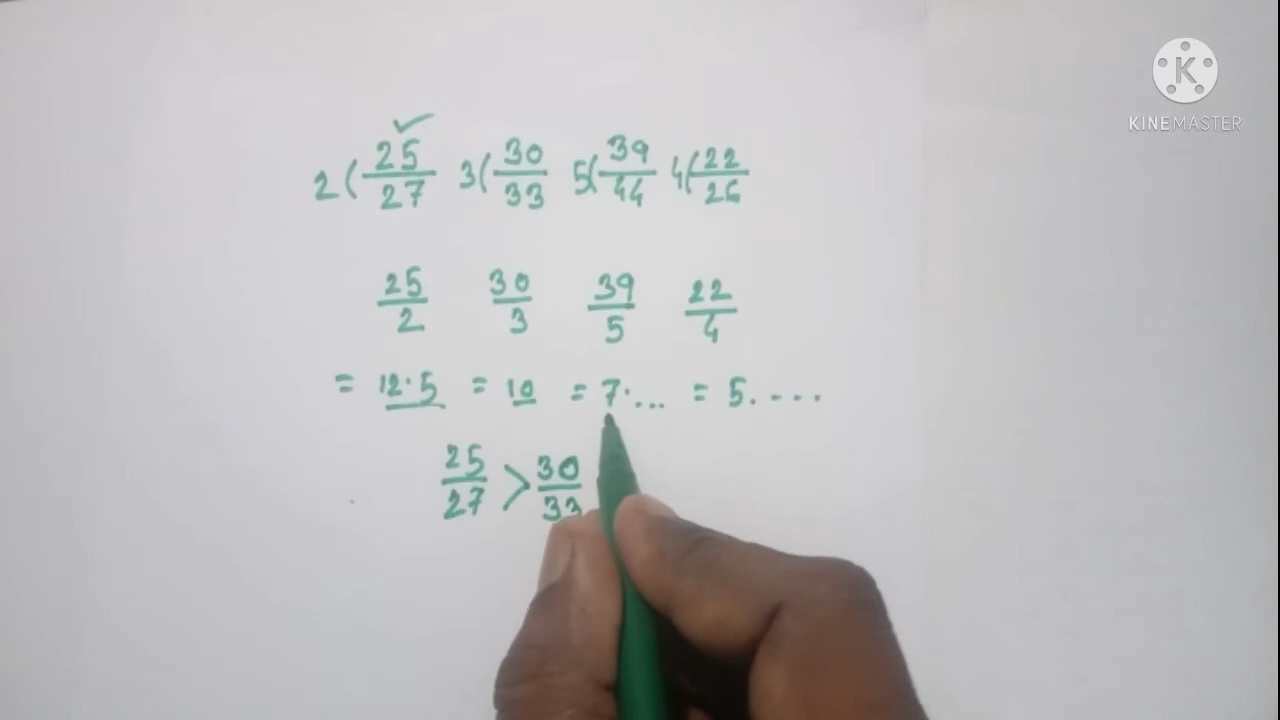 K
KINEMASTER
2( 25/27 3( 30/33 5( 39/44 4( 22/26
25/2 30/3 39/5 22/4
= 12.5 = 10 = 7.... = 5.....
25/27 > 30/33